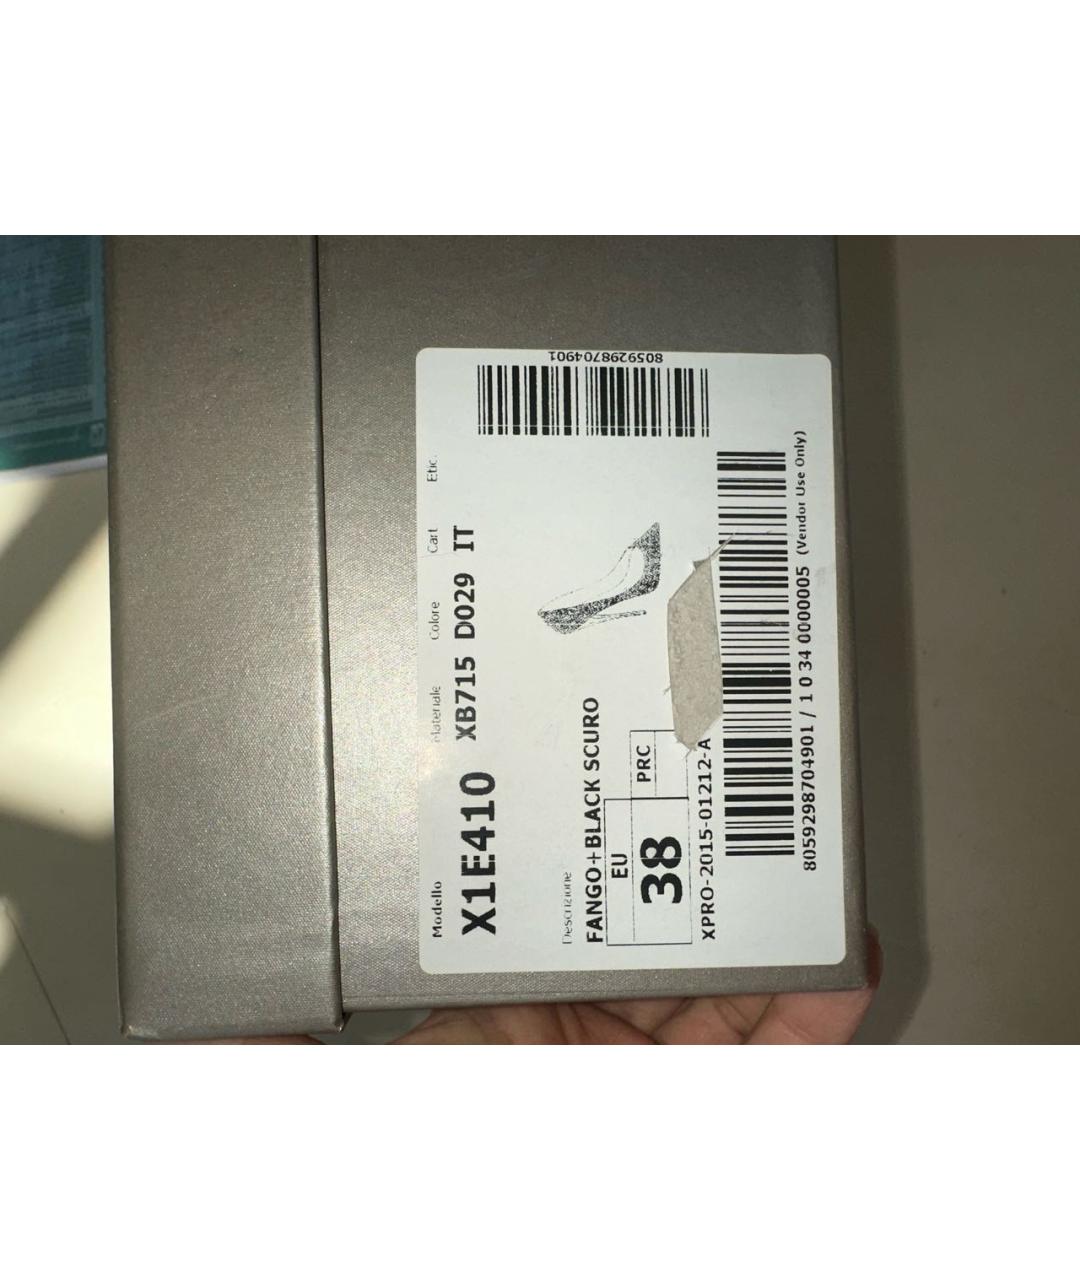 Modello Materiale Colore Cart Etic.
X1E410 XB715 D029 IT
8059298704901
Descrizione
FANGO+BLACK SCURO
EU PRC
38
XPRO-2015-01212-A
8059298704901 / 1 0 34 0000005 (Vendor Use Only)